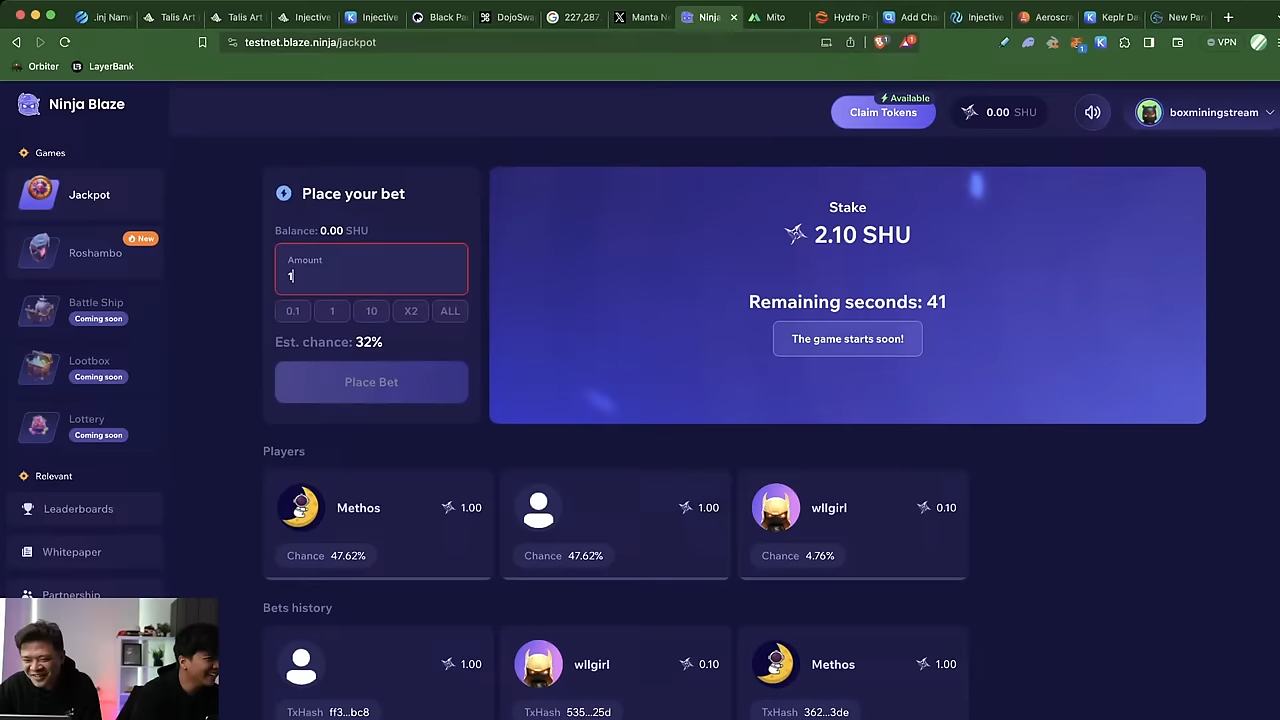 .inj Name
Talis Art
Talis Art
Injective
Injective
Black Pa
DojoSwa
227,287
Manta N
Ninja
Mito
Hydro Pr
Add Cha
Injective
Aeroscra
Keplr Da
New Pa
testnet.blaze.ninja/jackpot
VPN
Orbiter
LayerBank
Ninja Blaze
Available
Claim Tokens
0.00 SHU
boxminingstream
Games
Jackpot
New
Roshambo
Battle Ship
Coming soon
Lootbox
Coming soon
Lottery
Coming soon
Relevant
Leaderboards
Whitepaper
Partnership
Place your bet
Balance: 0.00 SHU
Amount
1
0.1
1
10
X2
ALL
Est. chance: 32%
Place Bet
Stake
2.10 SHU
Remaining seconds: 41
The game starts soon!
Players
Methos
1.00
Chance 47.62%
1.00
Chance 47.62%
wllgirl
0.10
Chance 4.76%
Bets history
1.00
TxHash ff3...bc8
wllgirl
0.10
TxHash 535...25d
Methos
1.00
TxHash 362...3de